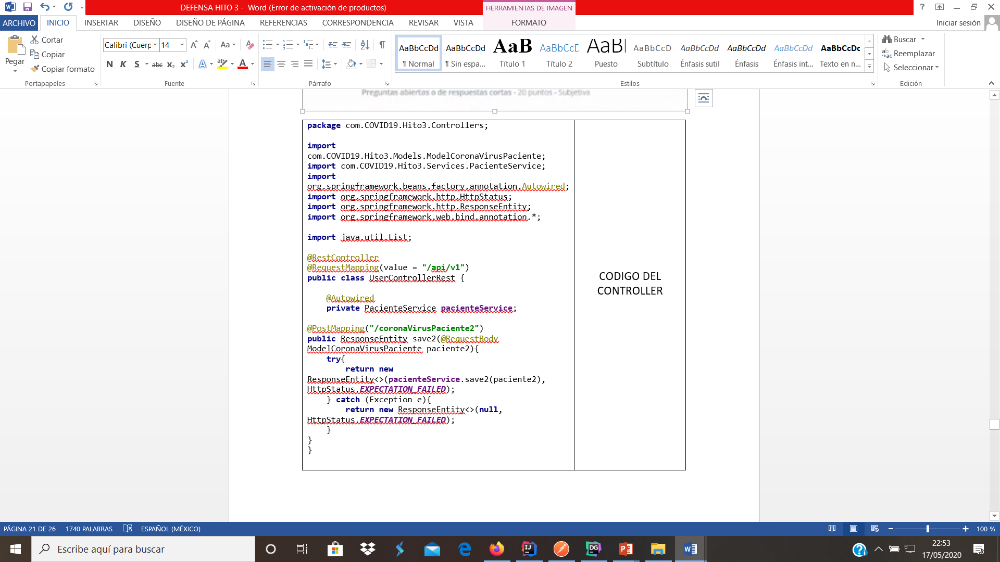 DEFENSA HITO 3 - Word (Error de activación de productos)
HERRAMIENTAS DE IMAGEN
ARCHIVO INICIO INSERTAR DISEÑO DISEÑO DE PÁGINA REFERENCIAS CORRESPONDENCIA REVISAR VISTA FORMATO Iniciar sesión
Pegar
Cortar
Copiar
Copiar formato
Portapapeles
Calibri (Cuerp 14
N K S abc x₂ x²
Fuente
Párrafo
AaBbCcDd AaBbCcDd AaB AaBbCcD AaBb AaBbCcD AaBbCcDd AaBbCcDd AaBbCcDd AaBbCcDc
¶ Normal ¶ Sin espa... Título 1 Título 2 Puesto Subtítulo Énfasis sutil Énfasis Énfasis int... Texto en n...
Estilos
Buscar
Reemplazar
Seleccionar
Edición
Preguntas abiertas o de respuestas cortas - 20 puntos - Subjetiva
package com.COVID19.Hito3.Controllers;
import
com.COVID19.Hito3.Models.ModelCoronaVirusPaciente;
import com.COVID19.Hito3.Services.PacienteService;
import
org.springframework.beans.factory.annotation.Autowired;
import org.springframework.http.HttpStatus;
import org.springframework.http.ResponseEntity;
import org.springframework.web.bind.annotation.*;
import java.util.List;
@RestController
@RequestMapping(value = "/api/v1")
public class UserControllerRest {
@Autowired
private PacienteService pacienteService;
@PostMapping("/coronaVirusPaciente2")
public ResponseEntity save2(@RequestBody
ModelCoronaVirusPaciente paciente2){
try{
return new
ResponseEntity<>(pacienteService.save2(paciente2),
HttpStatus.EXPECTATION_FAILED);
} catch (Exception e){
return new ResponseEntity<>(null,
HttpStatus.EXPECTATION_FAILED);
}
}
}
CODIGO DEL
CONTROLLER
PÁGINA 21 DE 26 1740 PALABRAS ESPAÑOL (MÉXICO) 100 %
Escribe aquí para buscar
22:53
17/05/2020